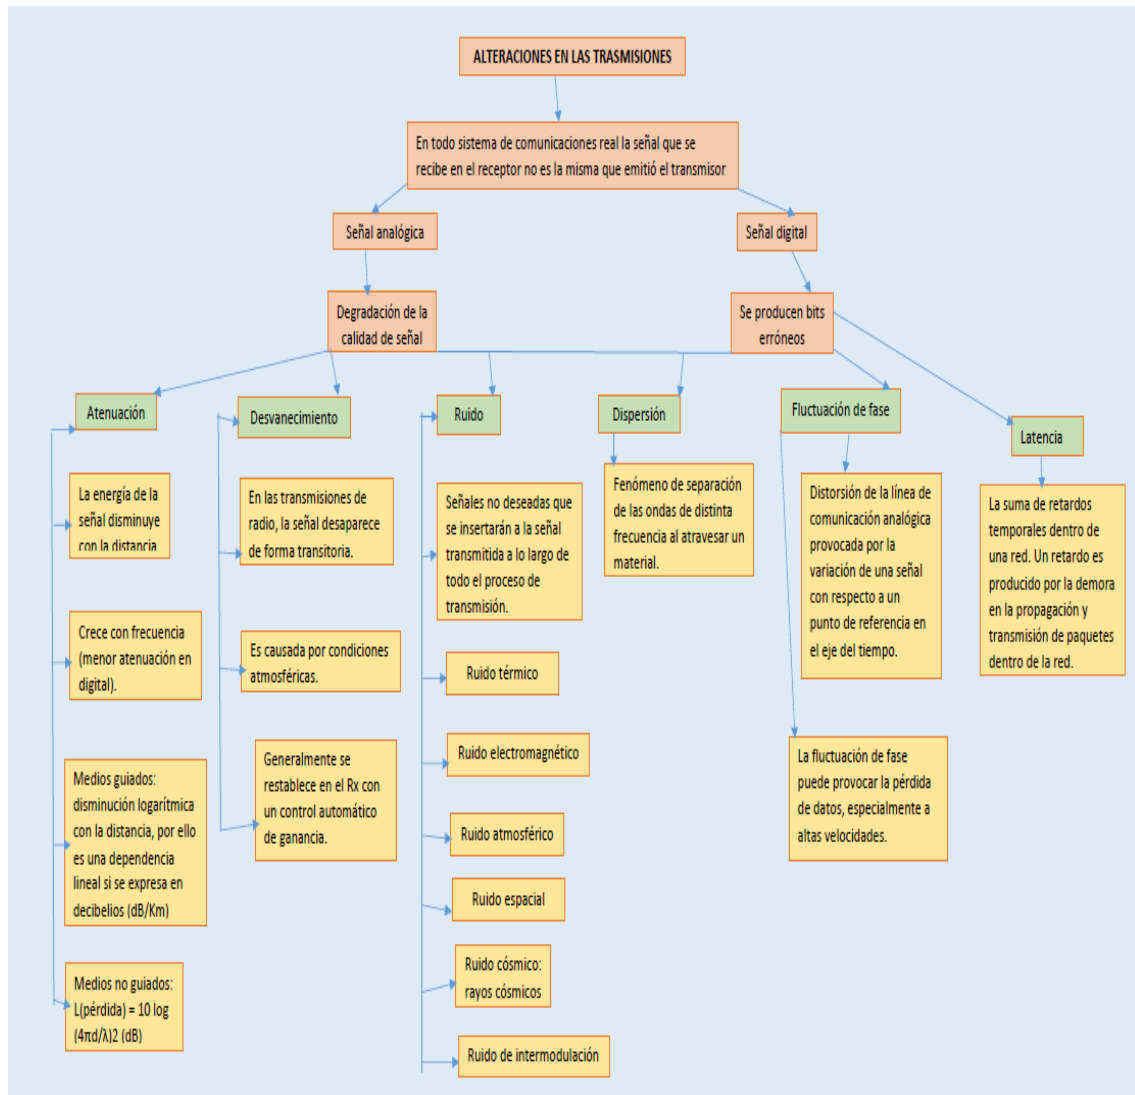 ALTERACIONES EN LAS TRASMISIONES
En todo sistema de comunicaciones real la señal que se
recibe en el receptor no es la misma que emitió el transmisor
Señal analógica
Señal digital
Degradación de la
calidad de señal
Se producen bits
erróneos
Atenuación
La energía de la
señal disminuye
con la distancia
Crece con frecuencia
(menor atenuación en
digital).
Medios guiados:
disminución logarítmica
con la distancia, por ello
es una dependencia
lineal si se expresa en
decibelios (dB/Km)
Medios no guiados:
L(pérdida) = 10 log
(4πd/λ)2 (dB)
Desvanecimiento
En las transmisiones de
radio, la señal desaparece
de forma transitoria.
Es causada por condiciones
atmosféricas.
Generalmente se
restablece en el Rx con
un control automático
de ganancia.
Ruido
Señales no deseadas que
se insertarán a la señal
transmitida a lo largo de
todo el proceso de
transmisión.
Ruido térmico
Ruido electromagnético
Ruido atmosférico
Ruido espacial
Ruido cósmico:
rayos cósmicos
Ruido de intermodulación
Dispersión
Fenómeno de separación
de las ondas de distinta
frecuencia al atravesar un
material.
Fluctuación de fase
Distorsión de la línea de
comunicación analógica
provocada por la
variación de una señal
con respecto a un
punto de referencia en
el eje del tiempo.
La fluctuación de fase
puede provocar la pérdida
de datos, especialmente a
altas velocidades.
Latencia
La suma de retardos
temporales dentro de
una red. Un retardo es
producido por la demora
en la propagación y
transmisión de paquetes
dentro de la red.